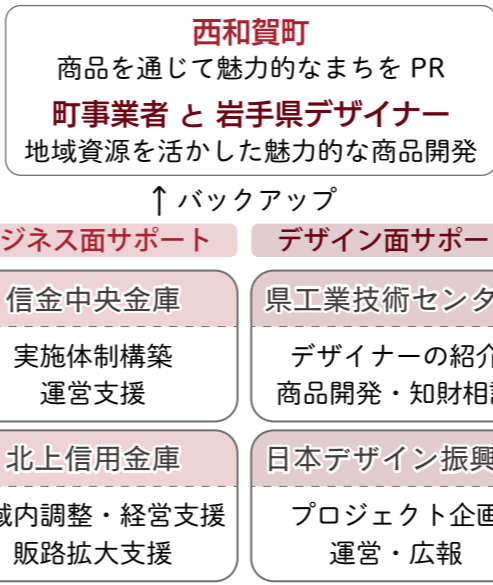 西和賀町
商品を通じて魅力的なまちを PR
町事業者 と 岩手県デザイナー
地域資源を活かした魅力的な商品開発
↑ バックアップ
ジネス面サポート
デザイン面サポー
信金中央金庫
実施体制構築
運営支援
県工業技術センタ
デザイナーの紹介
商品開発・知財相談
北上信用金庫
域内調整・経営支援
販路拡大支援
日本デザイン振興
プロジェクト企画
運営・広報